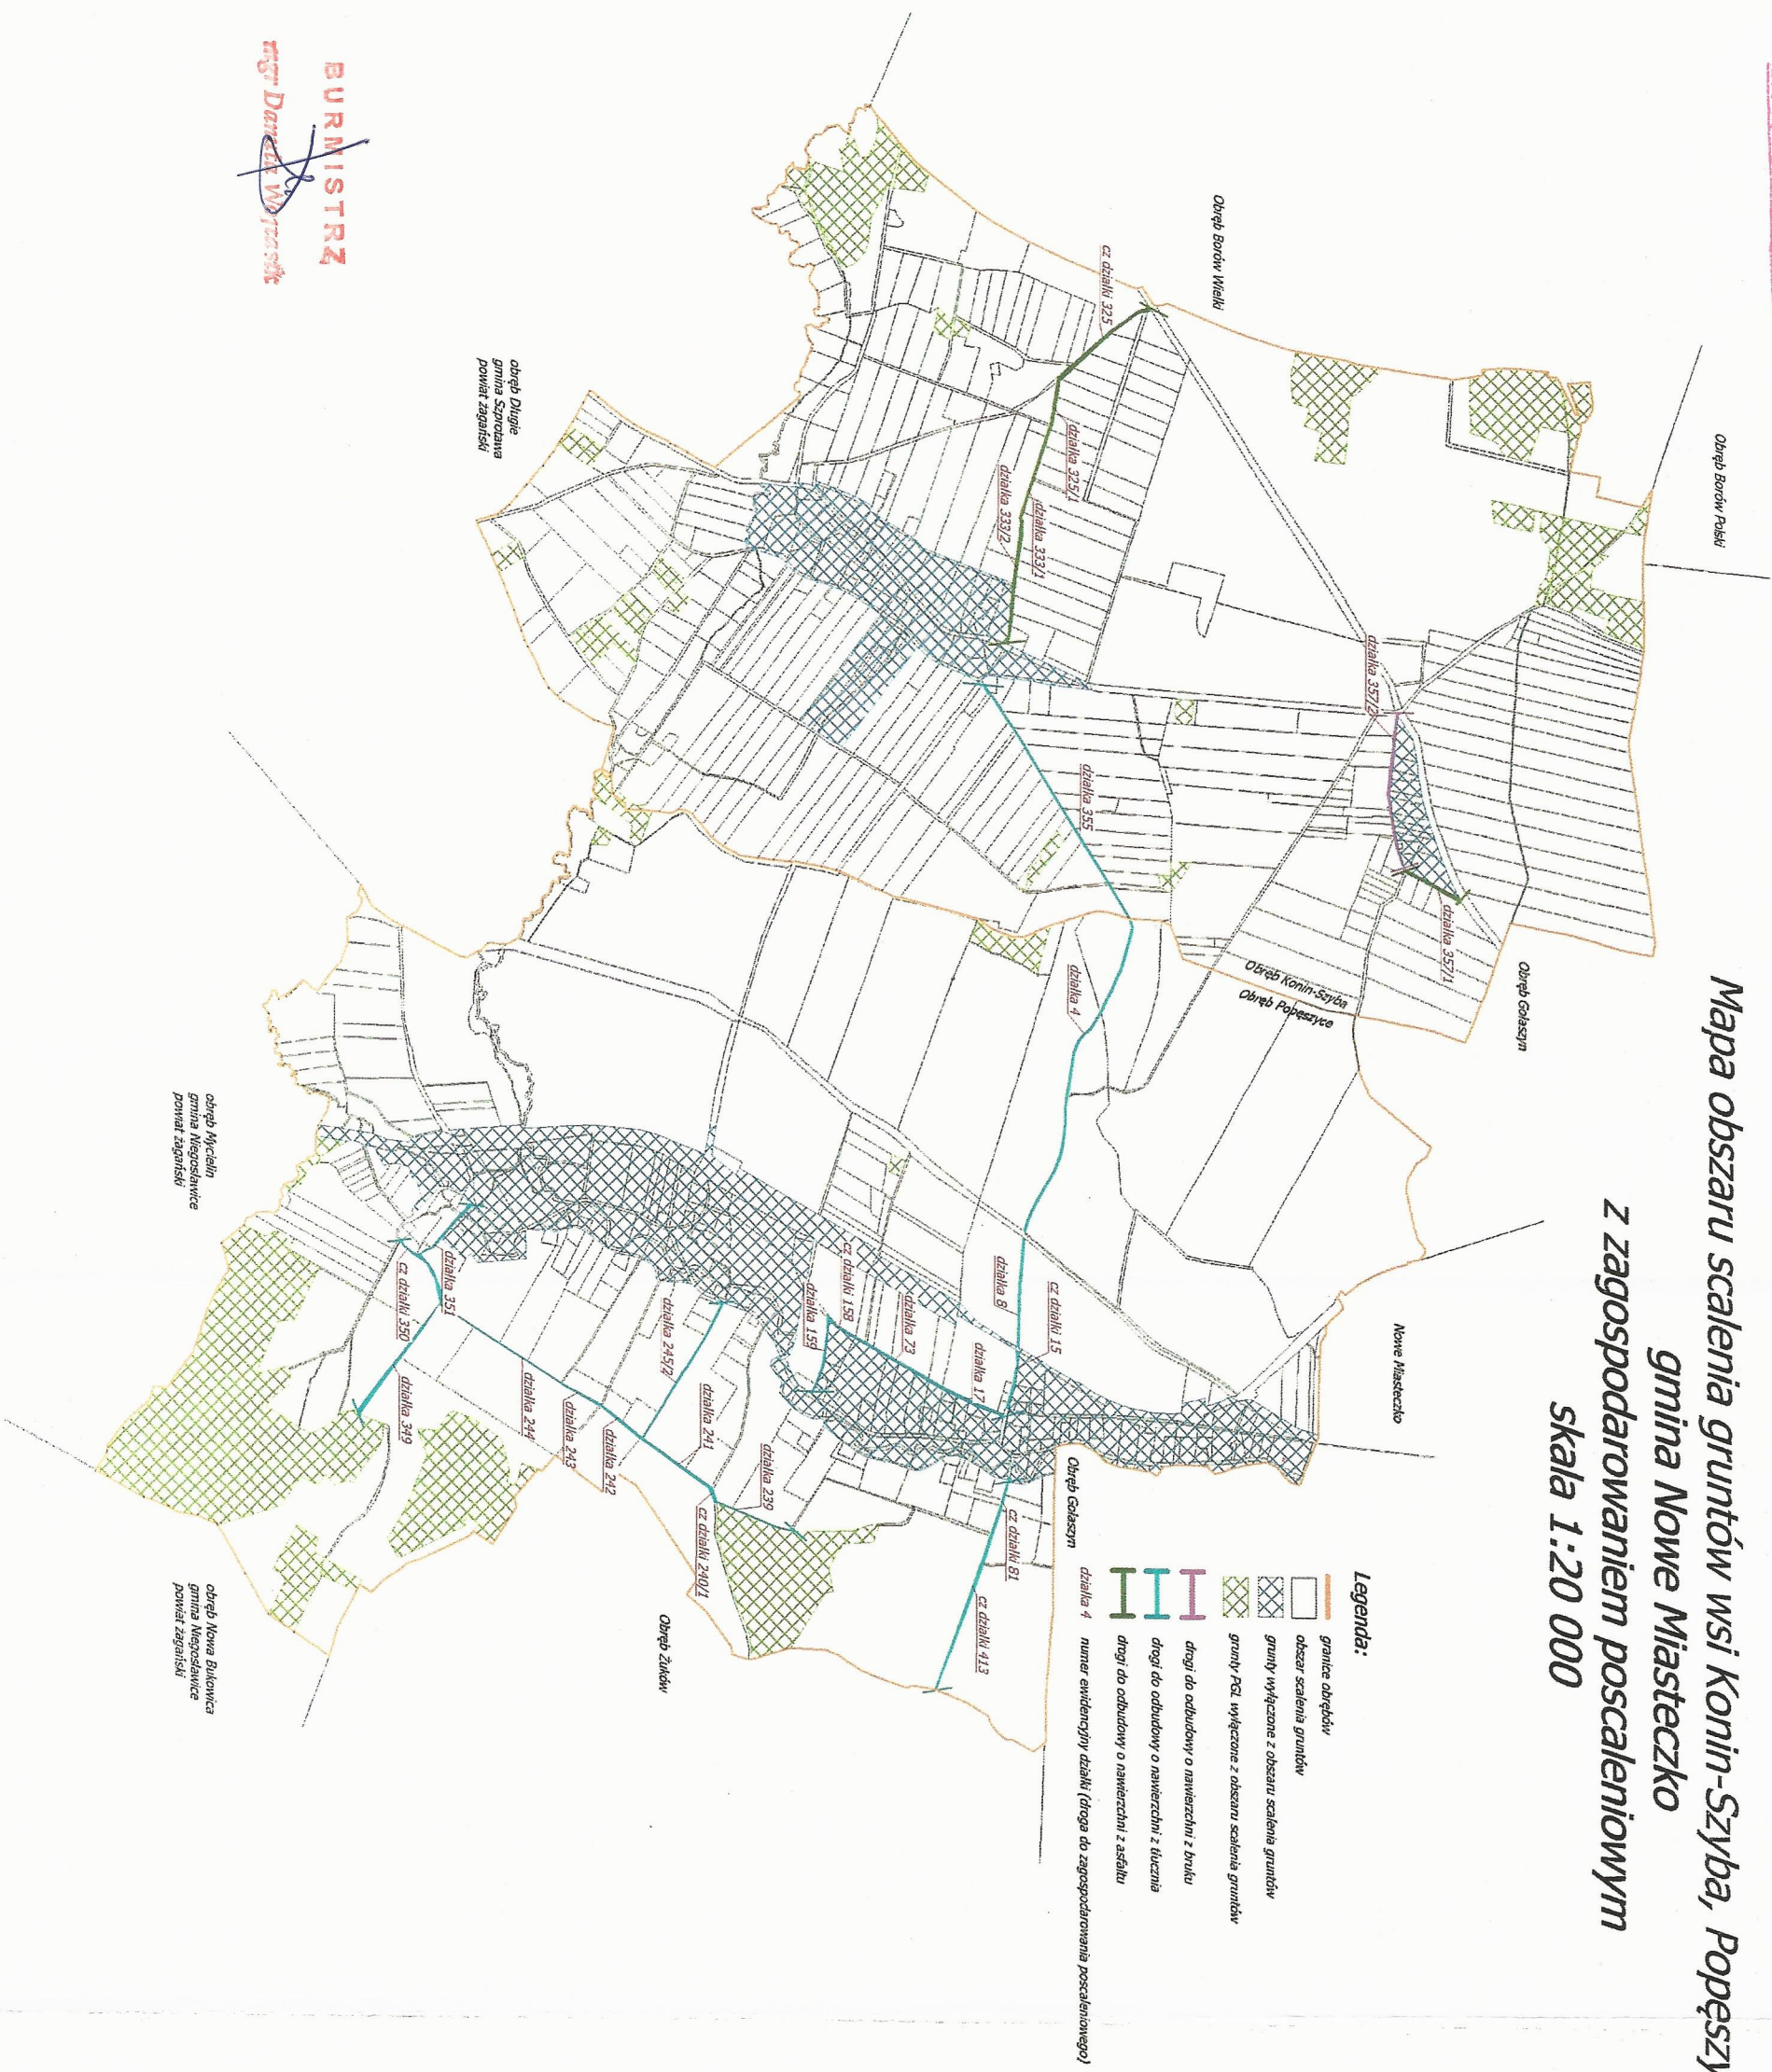 Mapa obszaru scalenia gruntów wsi Konin-Szyba, Popęszy
gmina Nowe Miasteczko
z zagospodarowaniem poscaleniowym
skala 1:20 000
Obręb Borów Polski
Obręb Borów Wielki
Obręb Gołaszyn
Obręb Konin-Szyba
Obręb Popęszyce
Nowe Miasteczko
Obręb Gołaszyn
Obręb Żuków
obręb Długie
gmina Szprotawa
powiat żagański
obręb Mycielin
gmina Niegosławice
powiat żagański
obręb Nowa Bukowica
gmina Niegosławice
powiat żagański
cz działki 325
działka 325/1
działka 333/2
działka 333/1
działka 357/2
działka 357/1
działka 355
działka 4
działka 8
cz działki 15
działka 17
działka 73
cz działki 158
działka 159
działka 245/2
działka 351
cz działki 350
działka 349
działka 244
działka 243
działka 242
działka 241
działka 239
cz działki 240/1
cz działki 81
cz działki 413
Legenda:
granice obrębów
obszar scalenia gruntów
grunty wyłączone z obszaru scalenia gruntów
grunty PGL wyłączone z obszaru scalenia gruntów
drogi do odbudowy o nawierzchni z bruku
drogi do odbudowy o nawierzchni z tłucznia
drogi do odbudowy o nawierzchni z asfaltu
działka 4 numer ewidencyjny działki (droga do zagospodarowania poscaleniowego)
BURMISTRZ
mgr Danuta